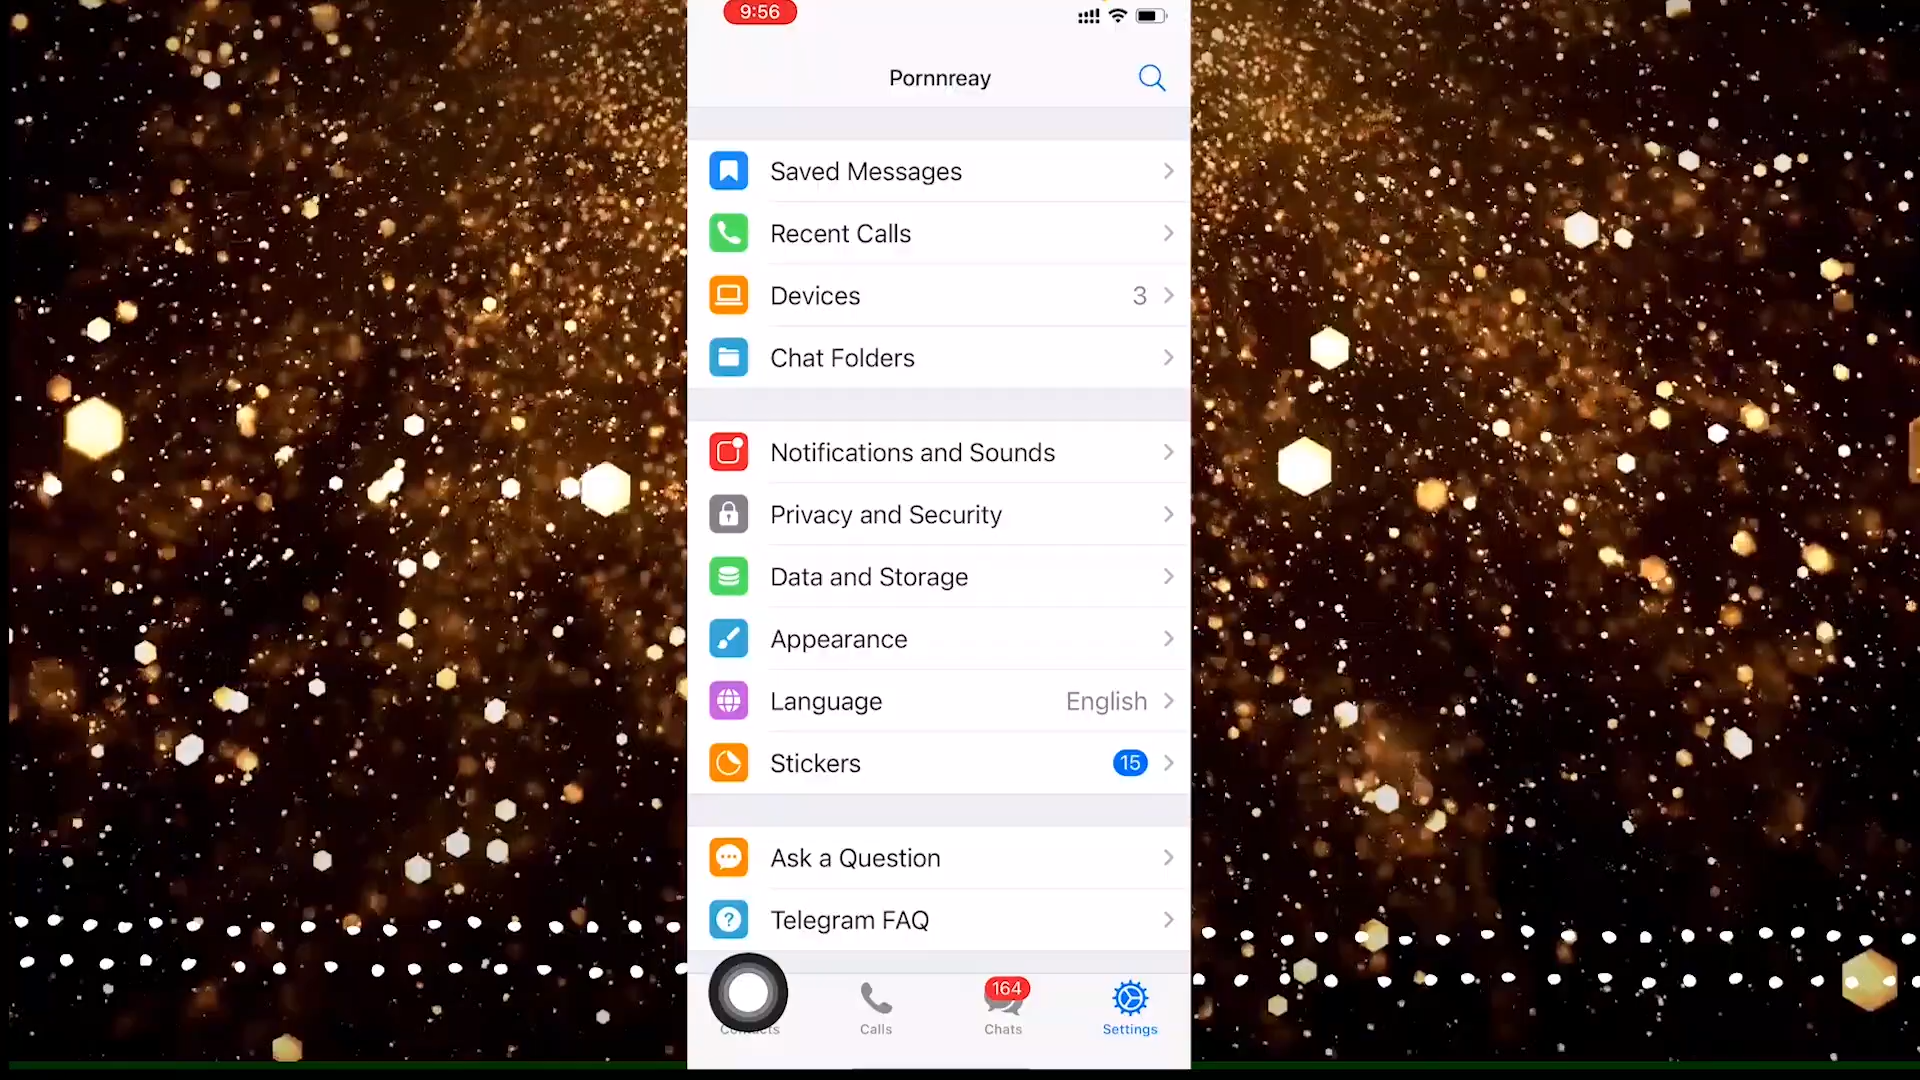 9:56
Pornnreay
Saved Messages
Recent Calls
Devices 3
Chat Folders
Notifications and Sounds
Privacy and Security
Data and Storage
Appearance
Language English
Stickers 15
Ask a Question
Telegram FAQ
164
Contacts Calls Chats Settings